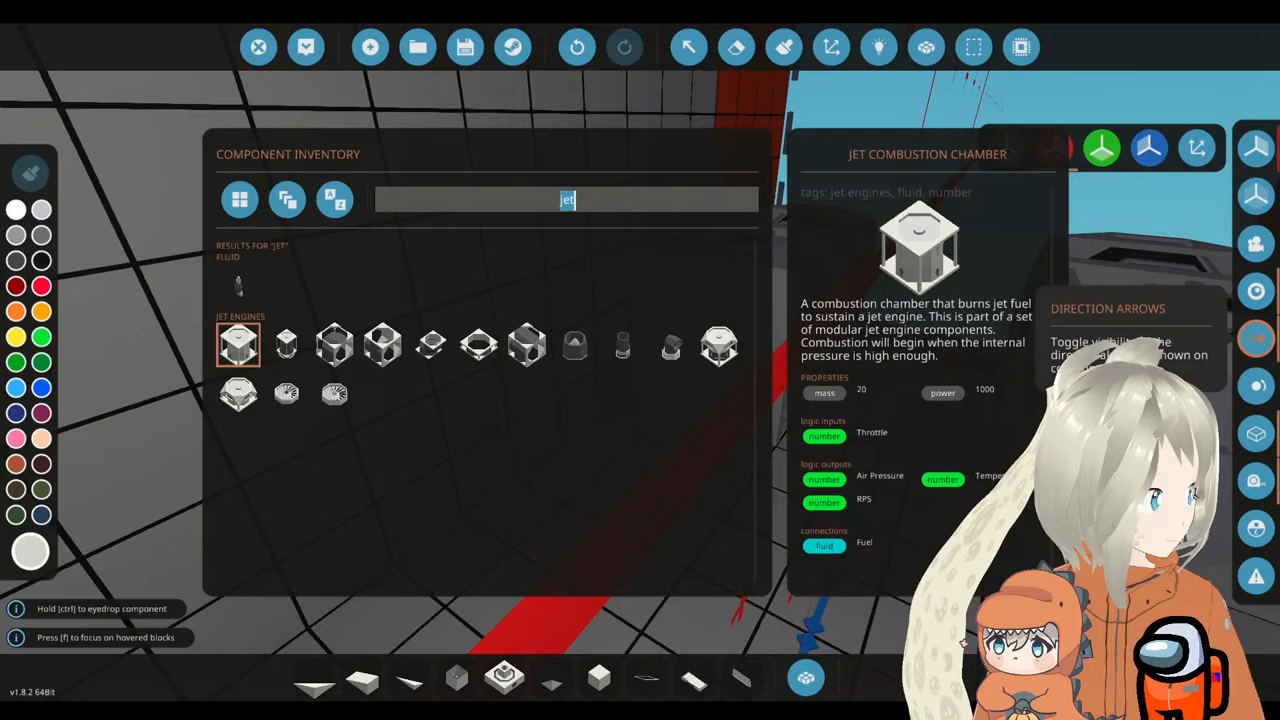 COMPONENT INVENTORY
jet
RESULTS FOR "JET"
FLUID
JET ENGINES
JET COMBUSTION CHAMBER
tags: jet engines, fluid, number
A combustion chamber that burns jet fuel
to sustain a jet engine. This is part of a set
of modular jet engine components.
Combustion will begin when the internal
pressure is high enough.
PROPERTIES
mass 20 power 1000
logic inputs
number Throttle
logic outputs
number Air Pressure number
number RPS
connections
fluid Fuel
DIRECTION ARROWS
Toggle visibility
Hold [ctrl] to eyedrop component
Press [f] to focus on hovered blocks
v1.8.2 64Bit